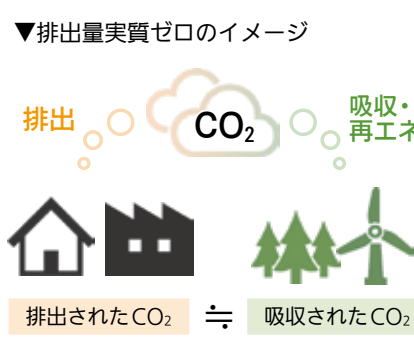 ▼排出量実質ゼロのイメージ
排出
CO₂
吸収・
再エネ
排出されたCO₂ ≒ 吸収されたCO₂